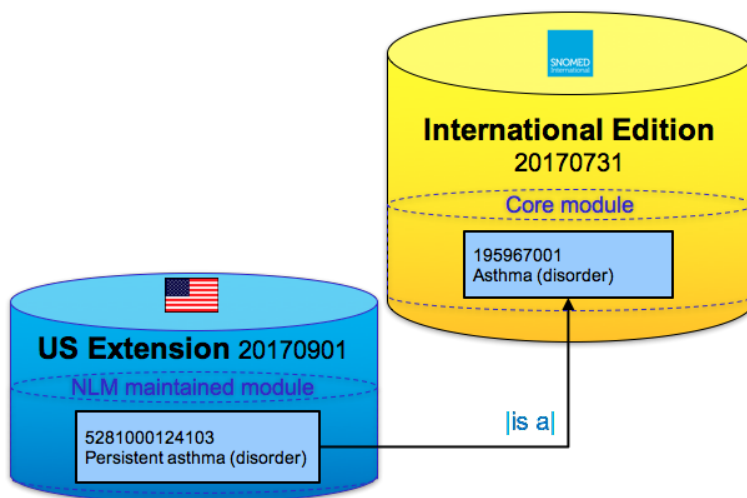 SNOMED
International
International Edition
20170731
Core module
195967001
Asthma (disorder)
US Extension 20170901
NLM maintained module
5281000124103
Persistent asthma (disorder)
|is a|